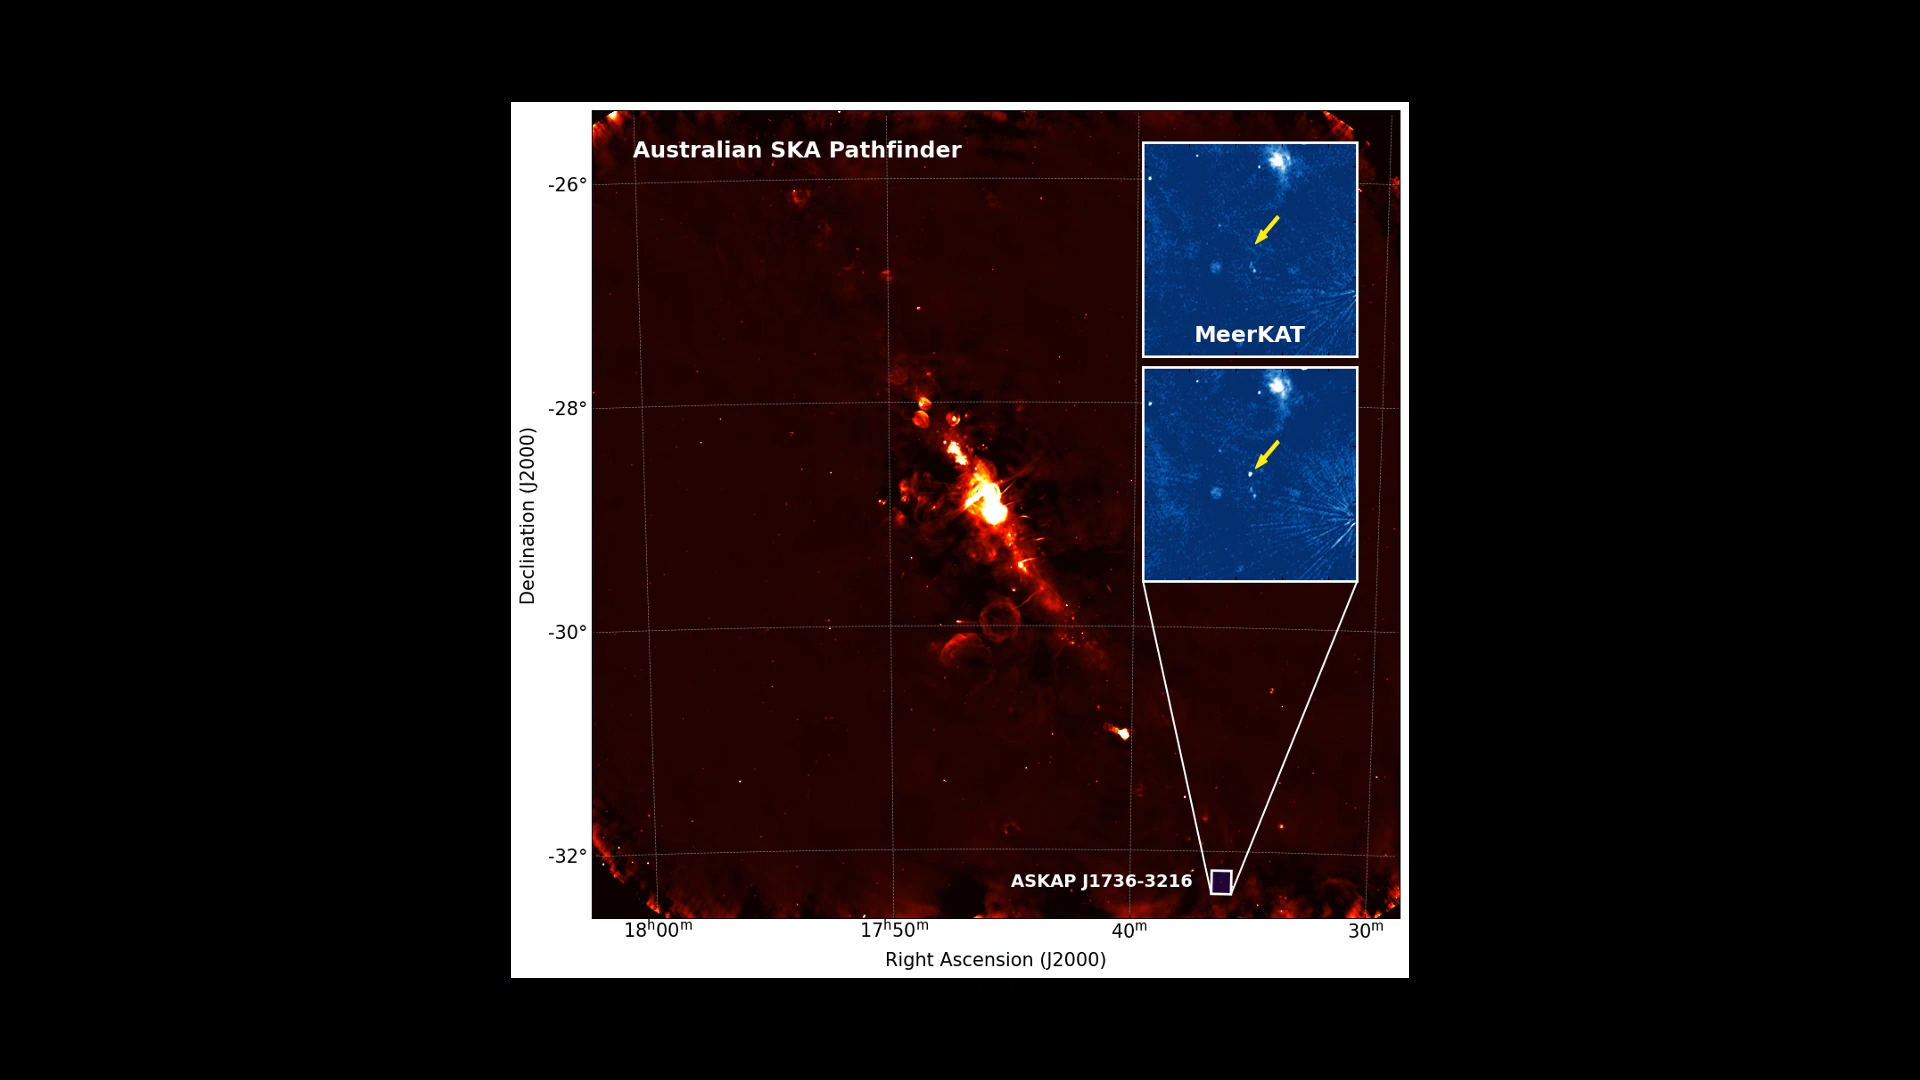 Australian SKA Pathfinder
-26°
-28°
-30°
-32°
Declination (J2000)
MeerKAT
ASKAP J1736-3216
18ʰ00ᵐ
17ʰ50ᵐ
40ᵐ
30ᵐ
Right Ascension (J2000)